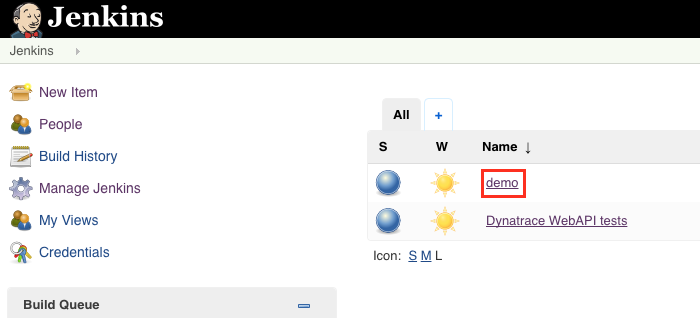 Jenkins
Jenkins
New Item
People
Build History
Manage Jenkins
My Views
Credentials
Build Queue
All +
S W Name ↓
demo
Dynatrace WebAPI tests
Icon: S M L